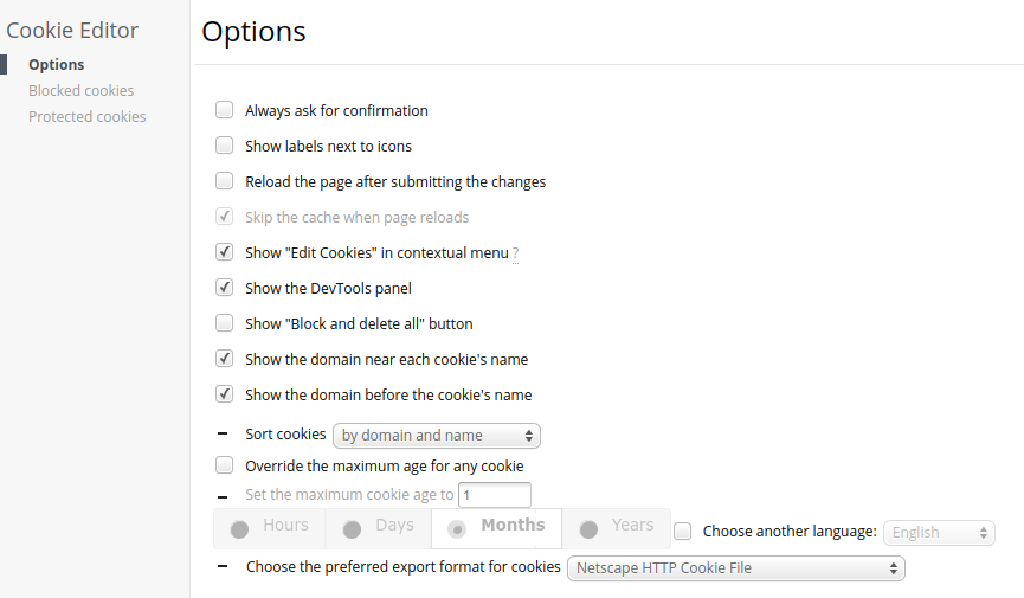 Cookie Editor
Options
Blocked cookies
Protected cookies
Options
Always ask for confirmation
Show labels next to icons
Reload the page after submitting the changes
Skip the cache when page reloads
Show "Edit Cookies" in contextual menu ?
Show the DevTools panel
Show "Block and delete all" button
Show the domain near each cookie's name
Show the domain before the cookie's name
Sort cookies by domain and name
Override the maximum age for any cookie
Set the maximum cookie age to 1
Hours Days Months Years Choose another language: English
Choose the preferred export format for cookies Netscape HTTP Cookie File